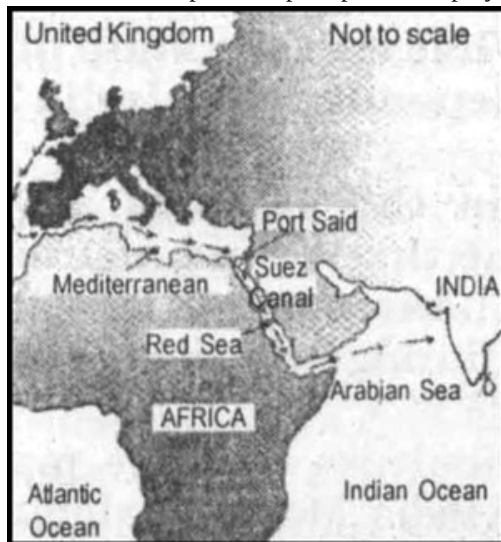 United Kingdom
Not to scale
Port Said
Suez
Canal
INDIA
Mediterranean
Red Sea
Arabian Sea
AFRICA
Atlantic
Ocean
Indian Ocean